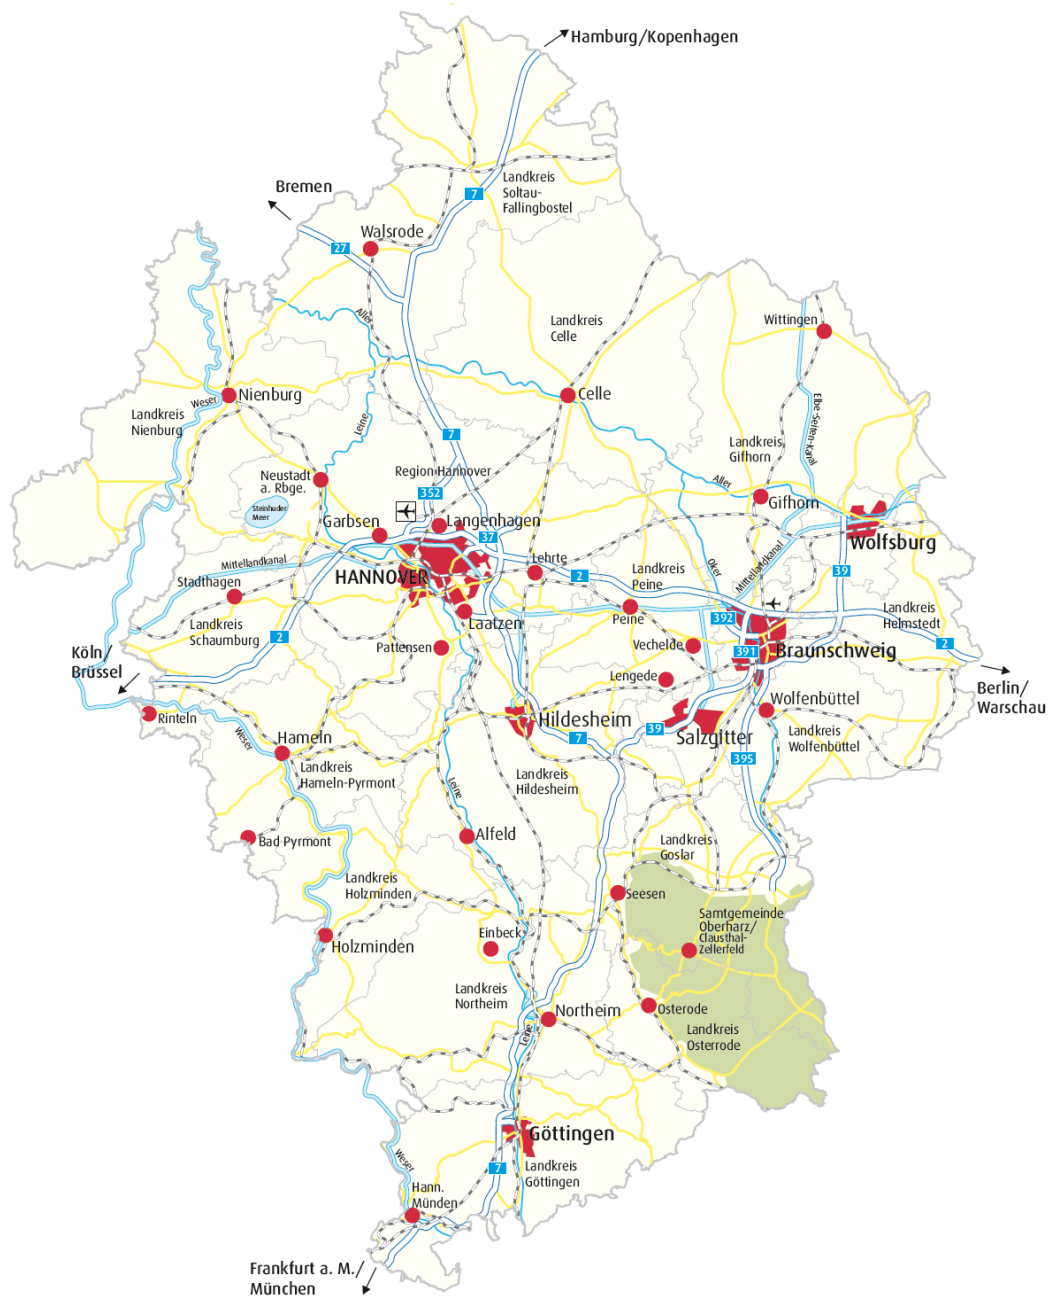 Hamburg/Kopenhagen
Bremen
Landkreis
Soltau-
Fallingbostel
7
Walsrode
27
Aller
Landkreis
Celle
Wittingen
Weser
Nienburg
Celle
Landkreis
Nienburg
Leine
Elbe-Seiten-Kanal
7
Landkreis
Gifhorn
Region Hannover
Neustadt
a. Rbge.
Aller
352
Gifhorn
Steinhuder
Meer
Garbsen
Langenhagen
37
Wolfsburg
Mittellandkanal
HANNOVER
Lehrte
2
Landkreis
Peine
Oker
Mittellandkanal
39
Stadthagen
Landkreis
Schaumburg
Laatzen
Peine
392
Landkreis
Helmstedt
2
2
Pattensen
Vechelde
391
Braunschweig
Köln/
Brüssel
Lengede
Berlin/
Warschau
Rinteln
Hildesheim
Wolfenbüttel
Weser
Hameln
7
39
Salzgitter
Landkreis
Wolfenbüttel
395
Landkreis
Hameln-Pyrmont
Leine
Landkreis
Hildesheim
Bad Pyrmont
Alfeld
Landkreis
Goslar
Landkreis
Holzminden
Seesen
Samtgemeinde
Oberharz/
Clausthal-
Zellerfeld
Holzminden
Einbeck
Landkreis
Northeim
Northeim
Osterode
Leine
Landkreis
Osterrode
Göttingen
Weser
7
Landkreis
Göttingen
Hann.
Münden
Frankfurt a. M./
München